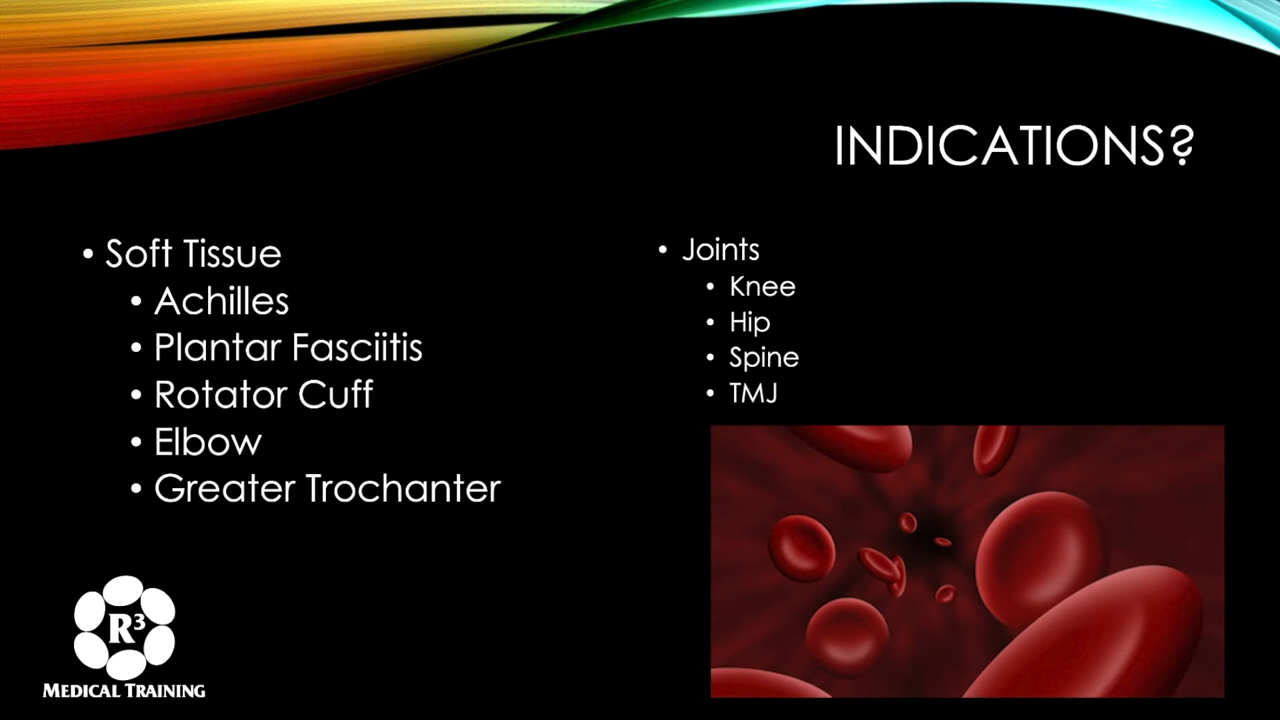 INDICATIONS?
• Soft Tissue
• Achilles
• Plantar Fasciitis
• Rotator Cuff
• Elbow
• Greater Trochanter
• Joints
• Knee
• Hip
• Spine
• TMJ
R³
MEDICAL TRAINING